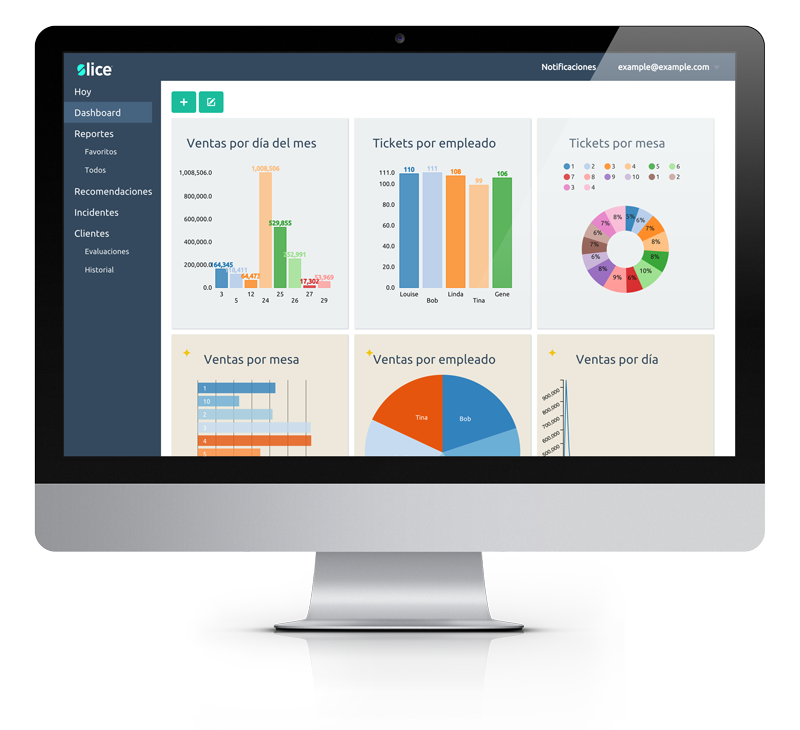 slice
Notificaciones
example@example.com
Hoy
Dashboard
Reportes
Favoritos
Todos
Recomendaciones
Incidentes
Clientes
Evaluaciones
Historial
Ventas por día del mes
1,008,506.0
800,000.0
600,000.0
400,000.0
200,000.0
0.0
164,345
118,411
64,477
1,008,506
529,855
252,991
17,302
53,969
3 5 12 24 25 26 27 29
Tickets por empleado
111.0
100.0
80.0
60.0
40.0
20.0
0.0
110 111 108 99 106
Louise Bob Linda Tina Gene
Tickets por mesa
1 2 3 4 5 6
7 8 9 10 1 2
3 4
5% 6% 7% 8% 8% 10% 6% 9% 8% 6% 7% 6% 7% 8%
Ventas por mesa
1
10
2
3
4
5
Ventas por empleado
Tina
Bob
Ventas por día
900,000
800,000
700,000
600,000
500,000